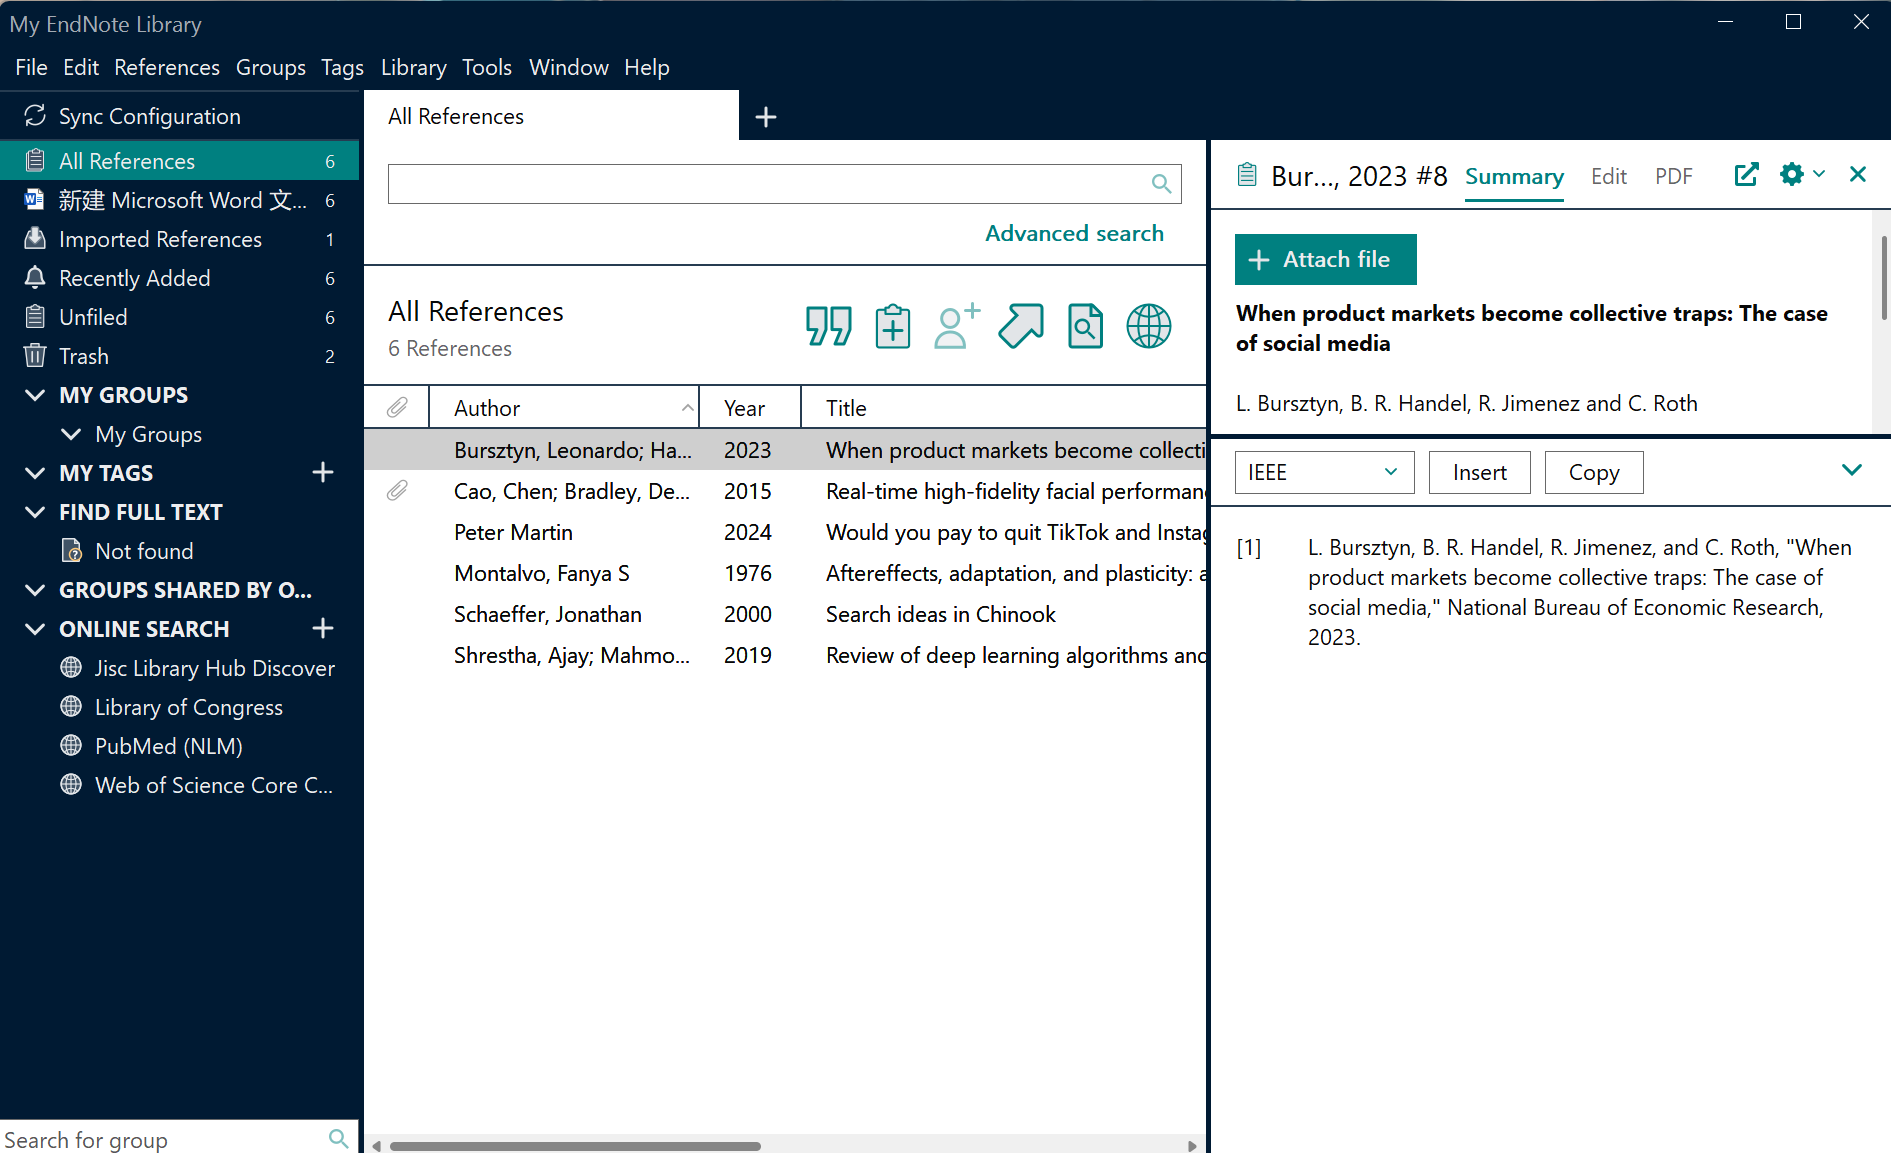 My EndNote Library
File Edit References Groups Tags Library Tools Window Help
Sync Configuration
All References 6
新建 Microsoft Word 文... 6
Imported References 1
Recently Added 6
Unfiled 6
Trash 2
MY GROUPS
My Groups
MY TAGS
FIND FULL TEXT
Not found
GROUPS SHARED BY O...
ONLINE SEARCH
Jisc Library Hub Discover
Library of Congress
PubMed (NLM)
Web of Science Core C...
Search for group
All References
Advanced search
All References
6 References
Author Year Title
Bursztyn, Leonardo; Ha... 2023 When product markets become collecti
Cao, Chen; Bradley, De... 2015 Real-time high-fidelity facial performan
Peter Martin 2024 Would you pay to quit TikTok and Instag
Montalvo, Fanya S 1976 Aftereffects, adaptation, and plasticity: a
Schaeffer, Jonathan 2000 Search ideas in Chinook
Shrestha, Ajay; Mahmo... 2019 Review of deep learning algorithms and
Bur..., 2023 #8 Summary Edit PDF
Attach file
When product markets become collective traps: The case
of social media
L. Bursztyn, B. R. Handel, R. Jimenez and C. Roth
IEEE Insert Copy
[1] L. Bursztyn, B. R. Handel, R. Jimenez, and C. Roth, "When
product markets become collective traps: The case of
social media," National Bureau of Economic Research,
2023.